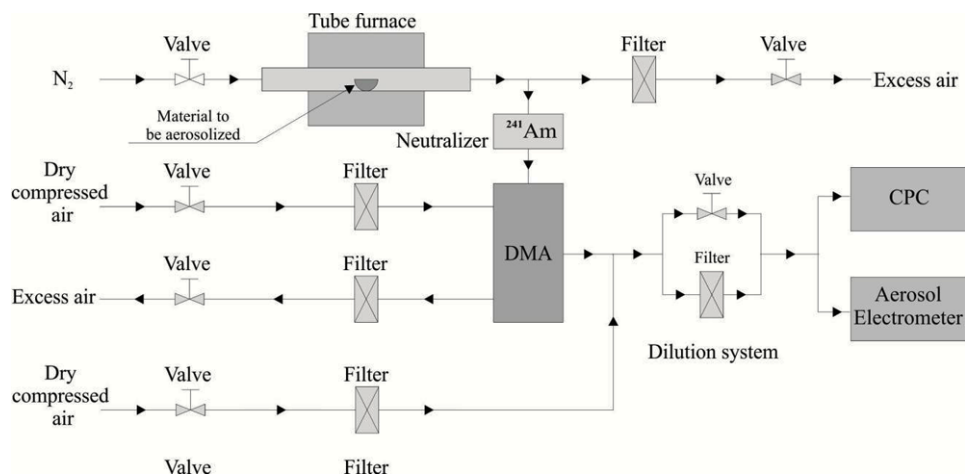 Tube furnace
Valve
Filter
Valve
N₂
Excess air
Material to
be aerosolized
²⁴¹Am
Neutralizer
Dry
compressed
air
Valve
Filter
Valve
CPC
DMA
Filter
Excess air
Valve
Filter
Aerosol
Electrometer
Dilution system
Dry
compressed
air
Valve
Filter
Valve
Filter